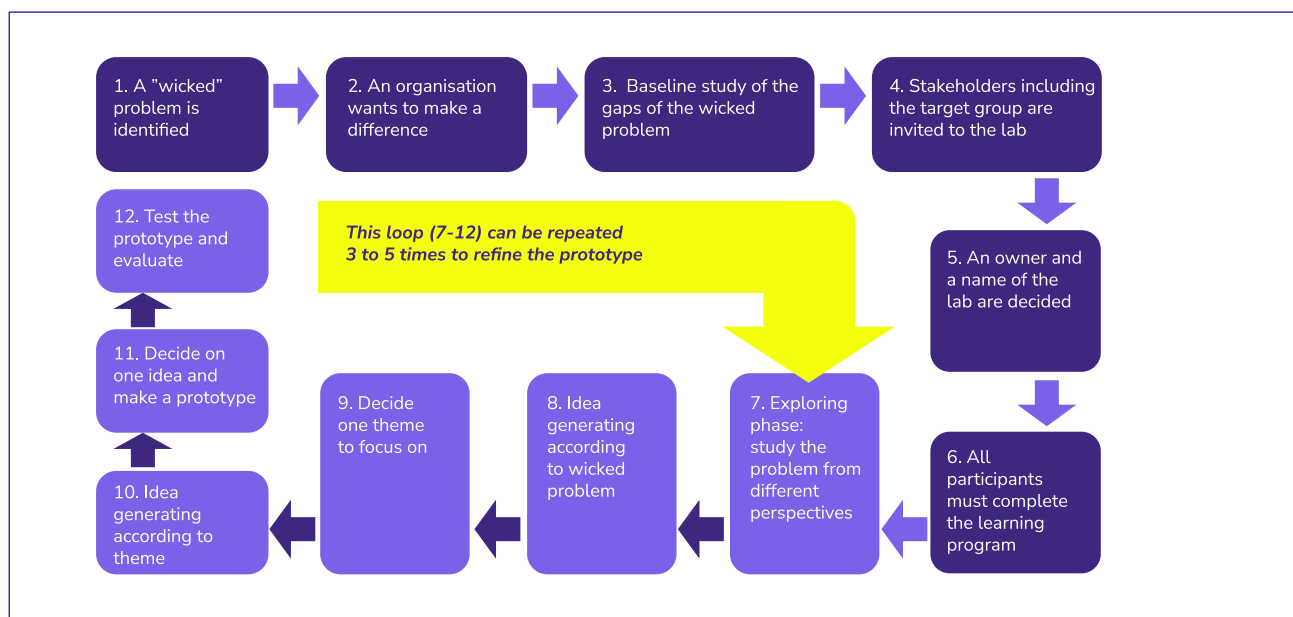 1. A ”wicked”
problem is
identified
2. An organisation
wants to make a
difference
3.  Baseline study of the
gaps of the wicked
problem
4. Stakeholders including
the target group are
invited to the lab
5. An owner and
a name of the
lab are decided
6. All
participants
must complete
the learning
program
This loop (7-12) can be repeated
3 to 5 times to refine the prototype
7. Exploring
phase:
study the
problem from
different
perspectives
8. Idea
generating
according
to wicked
problem
9. Decide
one theme
to focus on
10. Idea
generating
according to
theme
11. Decide on
one idea and
make a prototype
12. Test the
prototype and
evaluate